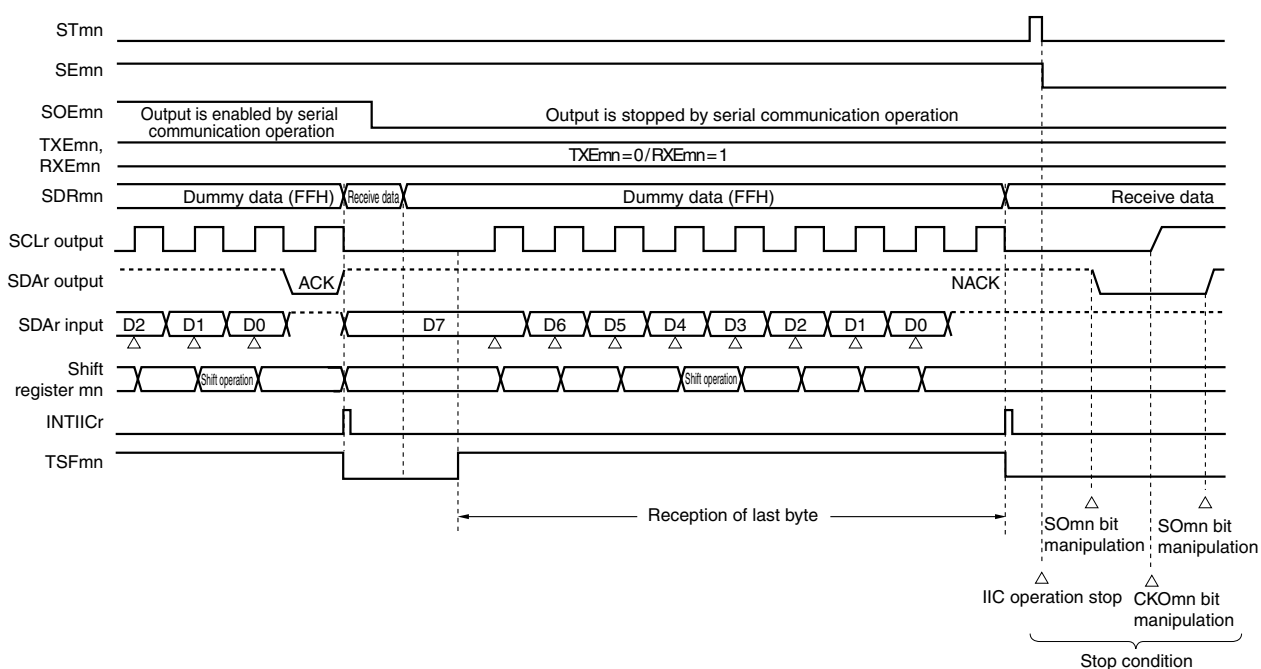 STmn
SEmn
SOEmn
Output is enabled by serial
communication operation
Output is stopped by serial communication operation
TXEmn,
RXEmn
TXEmn=0/RXEmn=1
SDRmn
Dummy data (FFH)
Receive data
Dummy data (FFH)
Receive data
SCLr output
SDAr output
ACK
NACK
SDAr input
D2
D1
D0
D7
D6
D5
D4
D3
D2
D1
D0
Shift
register mn
Shift operation
Shift operation
INTIICr
TSFmn
Reception of last byte
SOmn bit
manipulation
SOmn bit
manipulation
IIC operation stop
CKOmn bit
manipulation
Stop condition